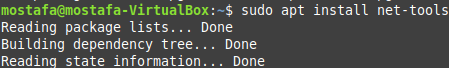 mostafa@mostafa-VirtualBox:~$ sudo apt install net-tools
Reading package lists... Done
Building dependency tree... Done
Reading state information... Done